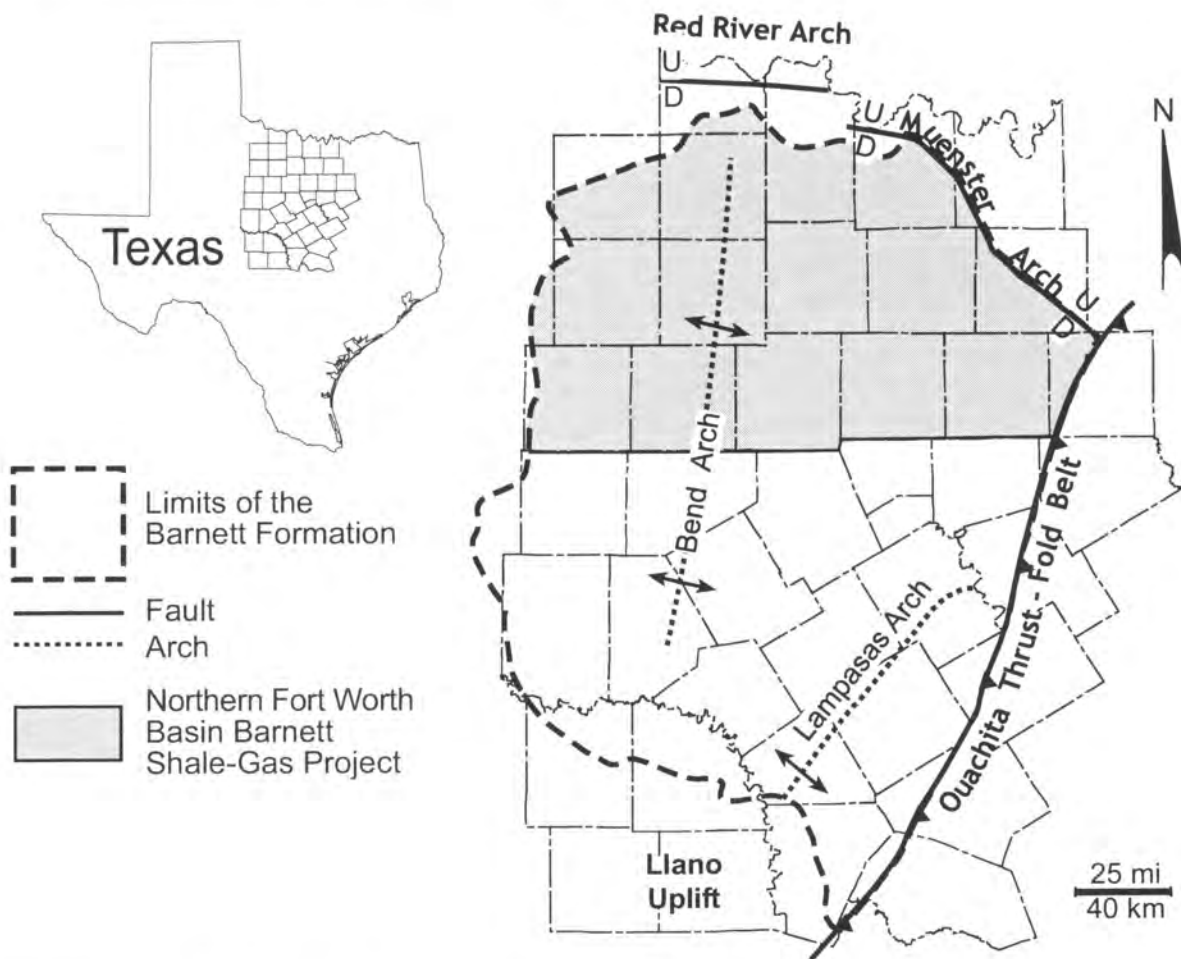 Red River Arch
U
D
U
D
Muenster
Arch
U
D
N
Texas
Limits of the
Barnett Formation
Fault
Arch
Northern Fort Worth
Basin Barnett
Shale-Gas Project
Bend Arch
Lampasas Arch
Ouachita Thrust - Fold Belt
Llano
Uplift
25 mi
40 km